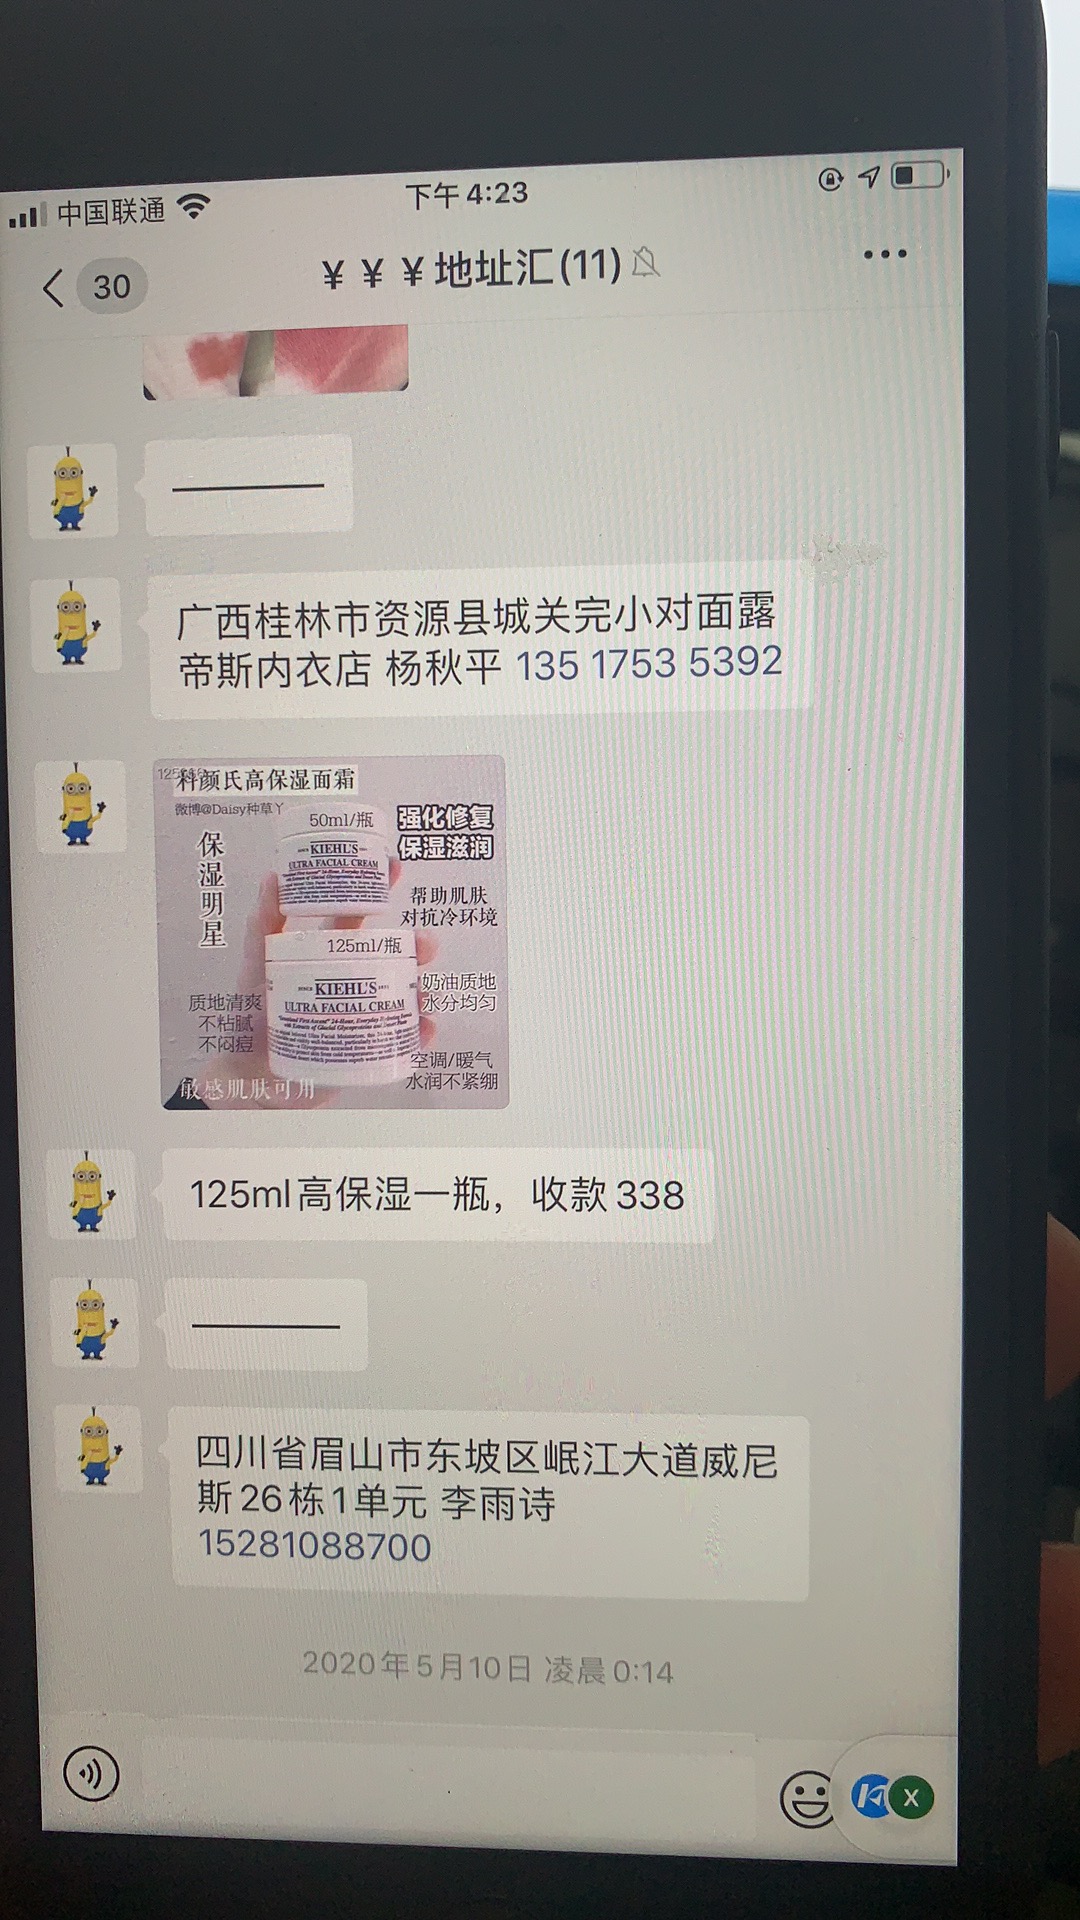 中国联通
下午4:23
30
¥ ¥ ¥地址汇(11)
广西桂林市资源县城关完小对面露
帝斯内衣店 杨秋平 135 1753 5392
科颜氏高保湿面霜
微博@Daisy种草丫
50ml/瓶
强化修复
保湿滋润
保湿明星
KIEHL'S
ULTRA FACIAL CREAM
帮助肌肤
对抗冷环境
125ml/瓶
奶油质地
水分均匀
KIEHL'S
ULTRA FACIAL CREAM
质地清爽
不粘腻
不闷痘
空调/暖气
水润不紧绷
敏感肌肤可用
125ml高保湿一瓶，收款338
四川省眉山市东坡区岷江大道威尼
斯26栋1单元 李雨诗
15281088700
2020年5月10日 凌晨0:14
X